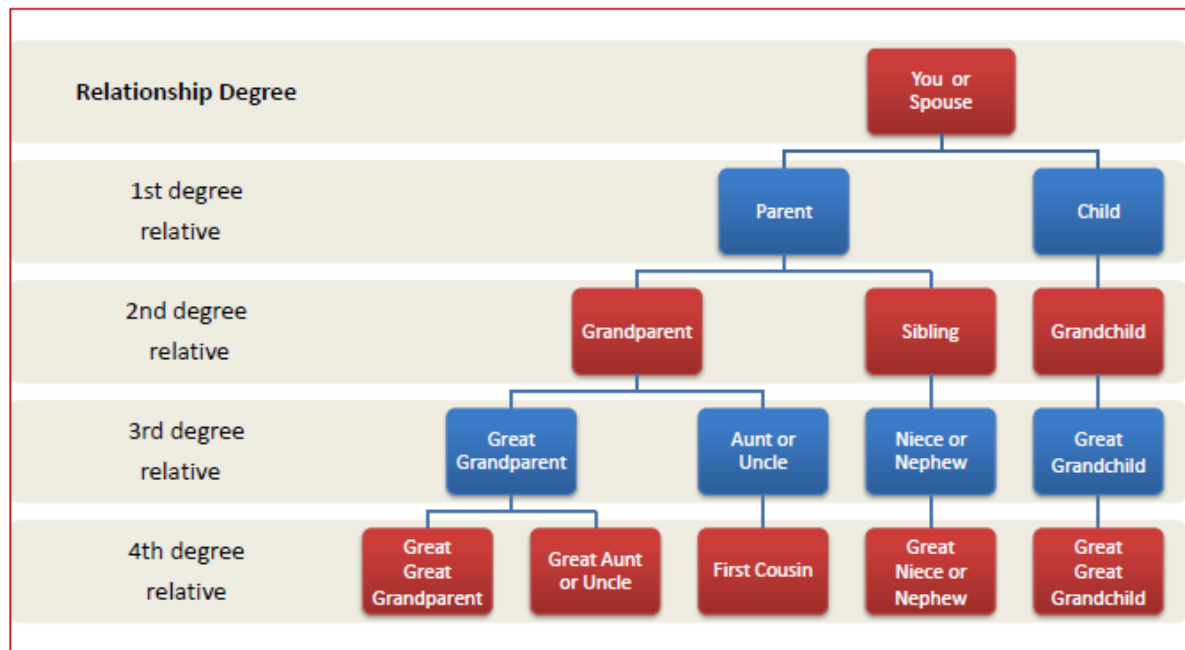 Relationship Degree
You or
Spouse
1st degree
relative
Parent
Child
2nd degree
relative
Grandparent
Sibling
Grandchild
3rd degree
relative
Great
Grandparent
Aunt or
Uncle
Niece or
Nephew
Great
Grandchild
4th degree
relative
Great
Great
Grandparent
Great Aunt
or Uncle
First Cousin
Great
Niece or
Nephew
Great
Great
Grandchild